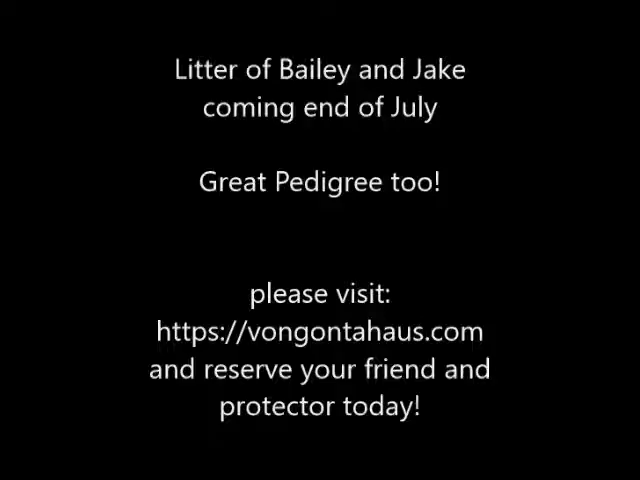 Litter of Bailey and Jake
coming end of July
Great Pedigree too!
please visit:
https://vongontahaus.com
and reserve your friend and
protector today!